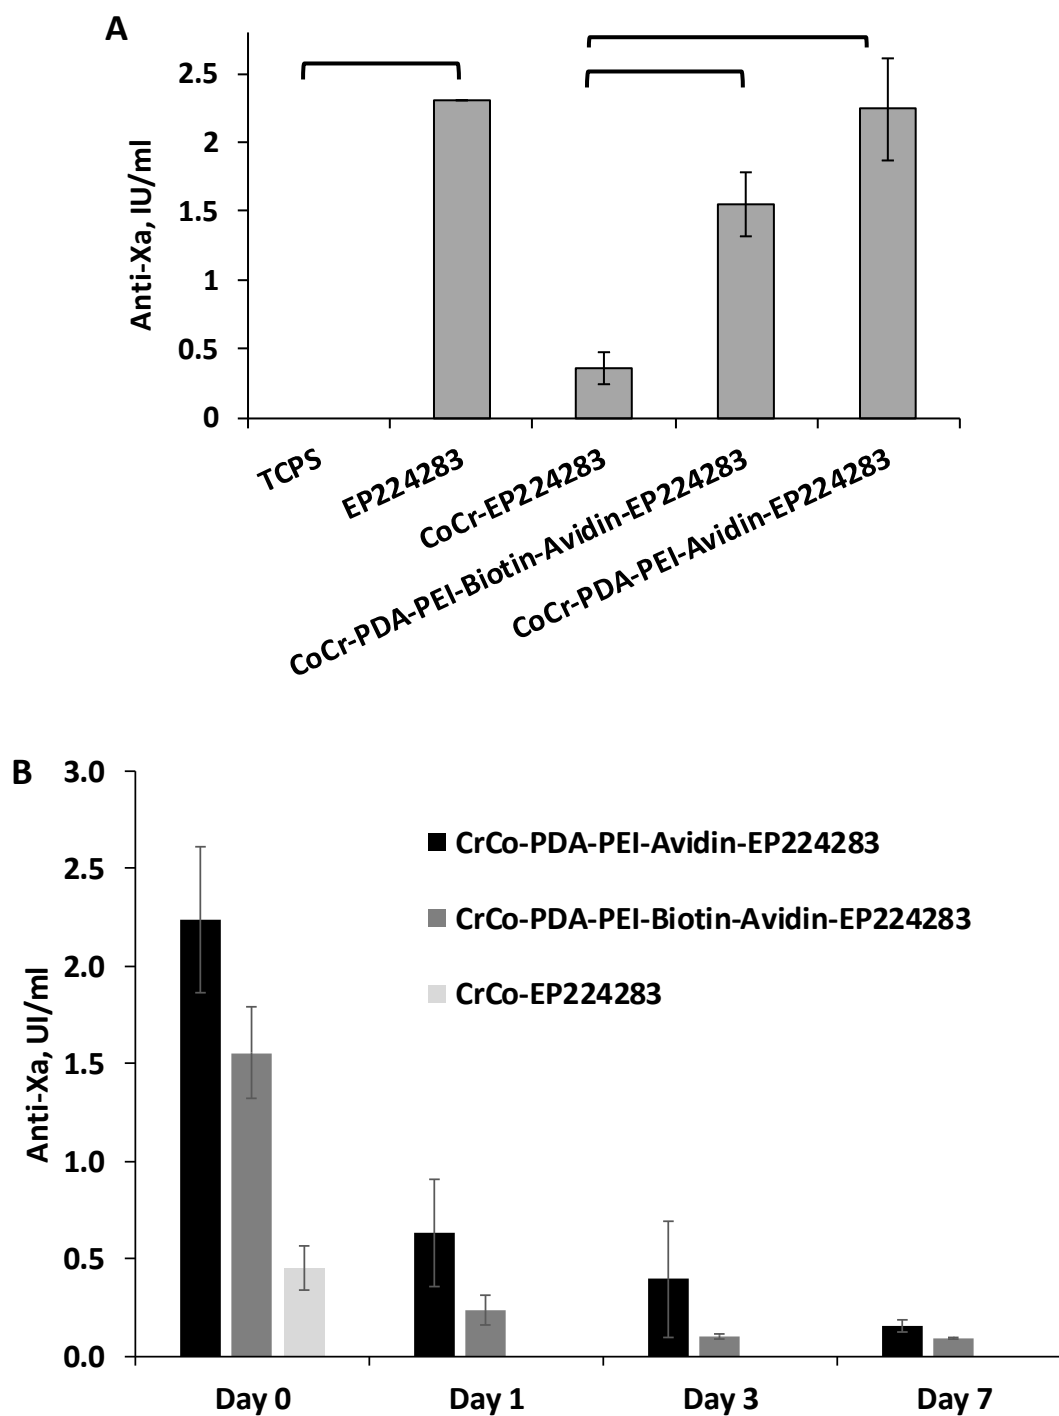 A
Anti-Xa, IU/ml
2.5
2
1.5
1
0.5
0
TCPS
EP224283
CoCr-EP224283
CoCr-PDA-PEI-Biotin-Avidin-EP224283
CoCr-PDA-PEI-Avidin-EP224283
B
Anti-Xa, UI/ml
3.0
2.5
2.0
1.5
1.0
0.5
0.0
CrCo-PDA-PEI-Avidin-EP224283
CrCo-PDA-PEI-Biotin-Avidin-EP224283
CrCo-EP224283
Day 0
Day 1
Day 3
Day 7